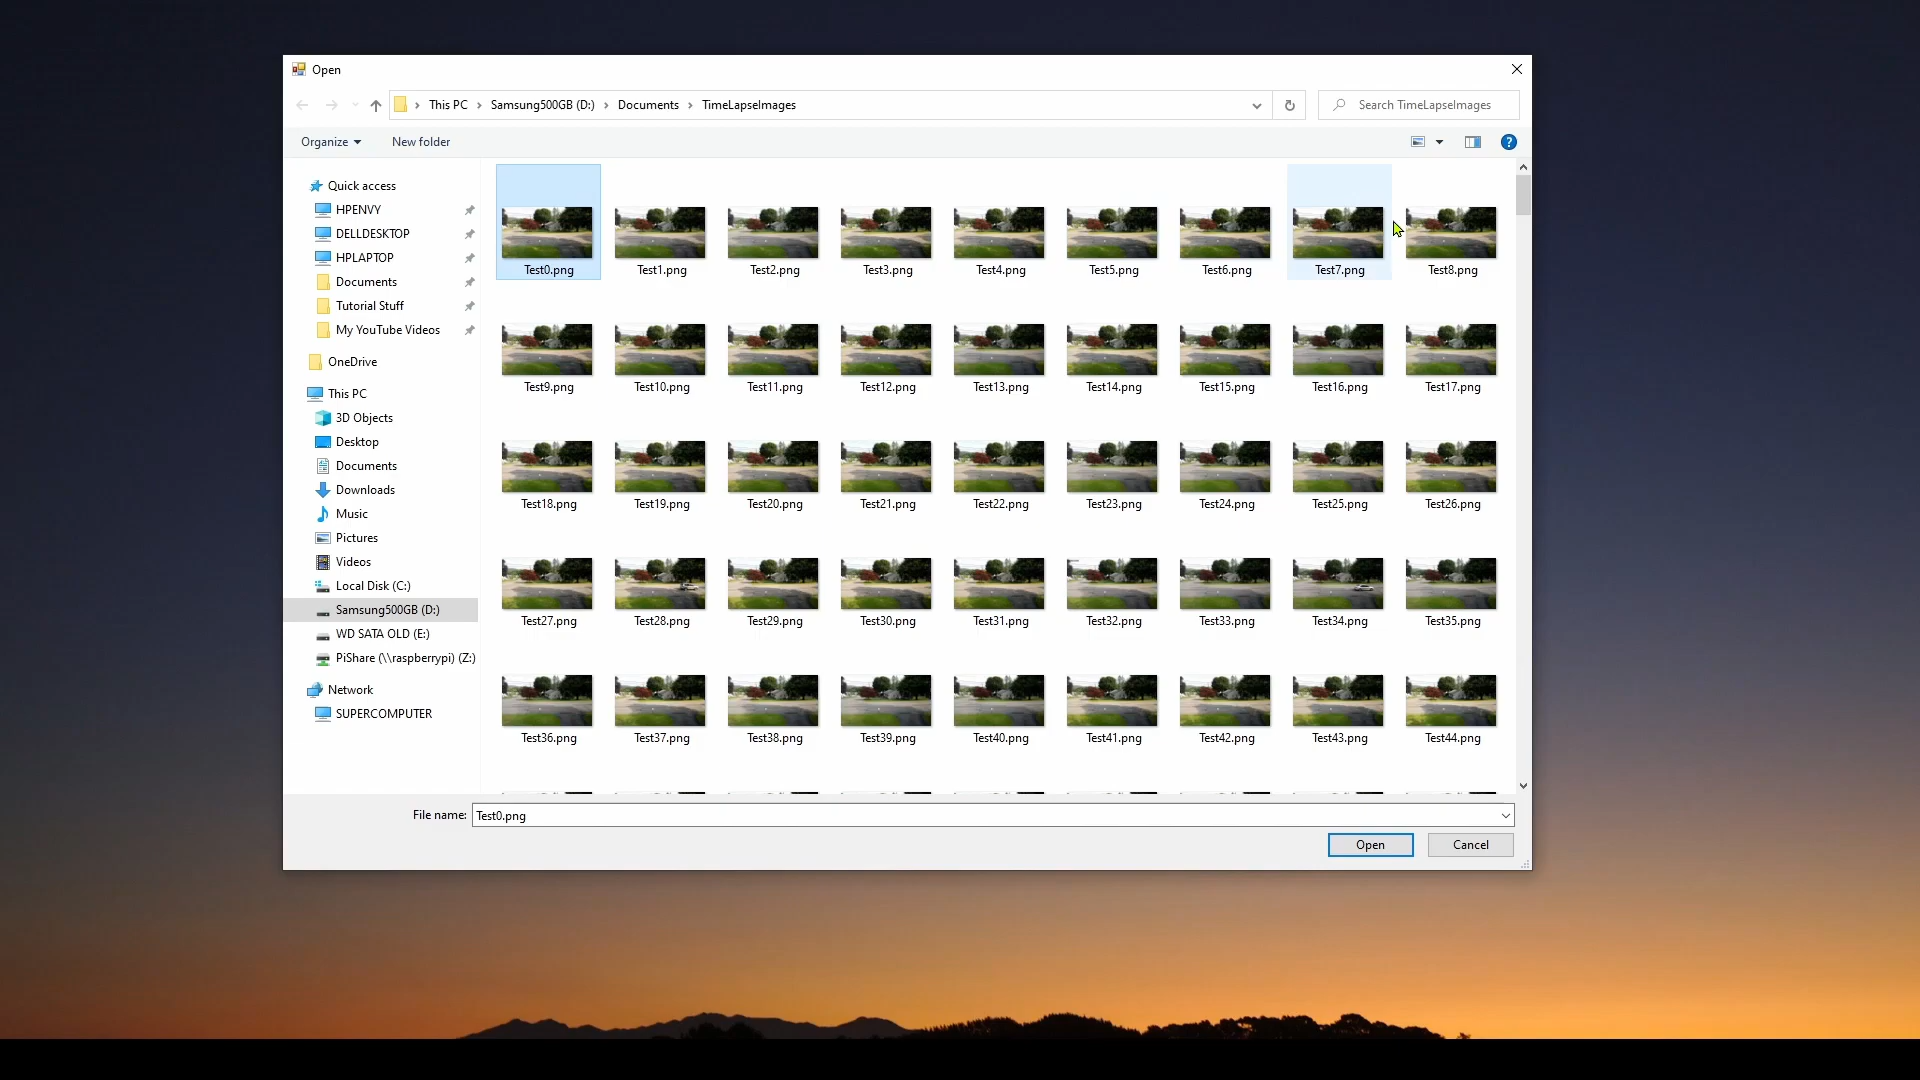 Open
This PC > Samsung500GB (D:) > Documents > TimeLapseImages
Search TimeLapseImages
Organize
New folder
?
Quick access
HPENVY
DELLDESKTOP
HPLAPTOP
Documents
Tutorial Stuff
My YouTube Videos
OneDrive
This PC
3D Objects
Desktop
Documents
Downloads
Music
Pictures
Videos
Local Disk (C:)
Samsung500GB (D:)
WD SATA OLD (E:)
PiShare (\\raspberrypi) (Z:)
Network
SUPERCOMPUTER
Test0.png Test1.png Test2.png Test3.png Test4.png Test5.png Test6.png Test7.png Test8.png
Test9.png Test10.png Test11.png Test12.png Test13.png Test14.png Test15.png Test16.png Test17.png
Test18.png Test19.png Test20.png Test21.png Test22.png Test23.png Test24.png Test25.png Test26.png
Test27.png Test28.png Test29.png Test30.png Test31.png Test32.png Test33.png Test34.png Test35.png
Test36.png Test37.png Test38.png Test39.png Test40.png Test41.png Test42.png Test43.png Test44.png
File name: Test0.png
Open
Cancel